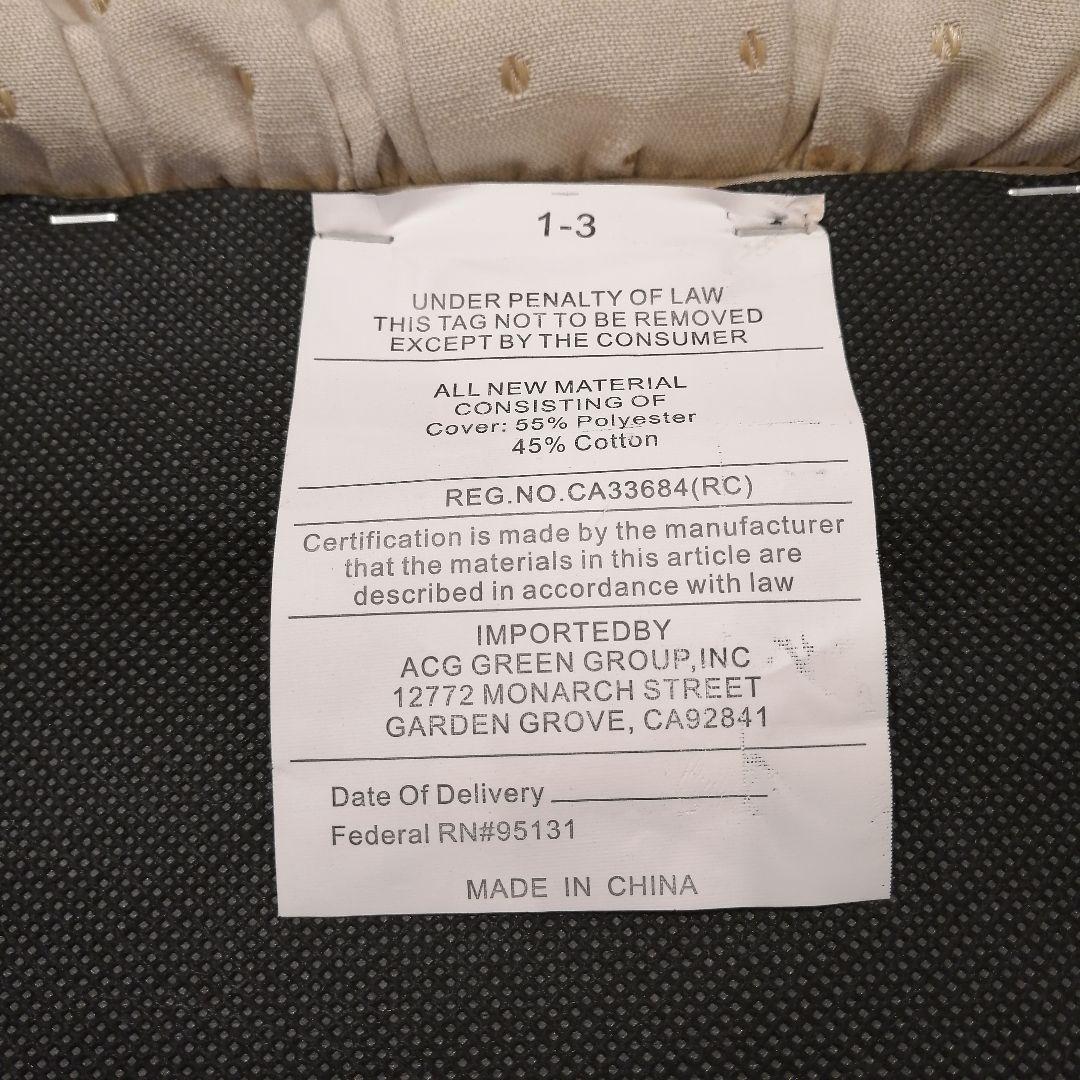 1-3
UNDER PENALTY OF LAW
THIS TAG NOT TO BE REMOVED
EXCEPT BY THE CONSUMER
ALL NEW MATERIAL
CONSISTING OF
Cover: 55% Polyester
45% Cotton
REG.NO.CA33684(RC)
Certification is made by the manufacturer
that the materials in this article are
described in accordance with law
IMPORTEDBY
ACG GREEN GROUP,INC
12772 MONARCH STREET
GARDEN GROVE, CA92841
Date Of Delivery
Federal RN#95131
MADE IN CHINA